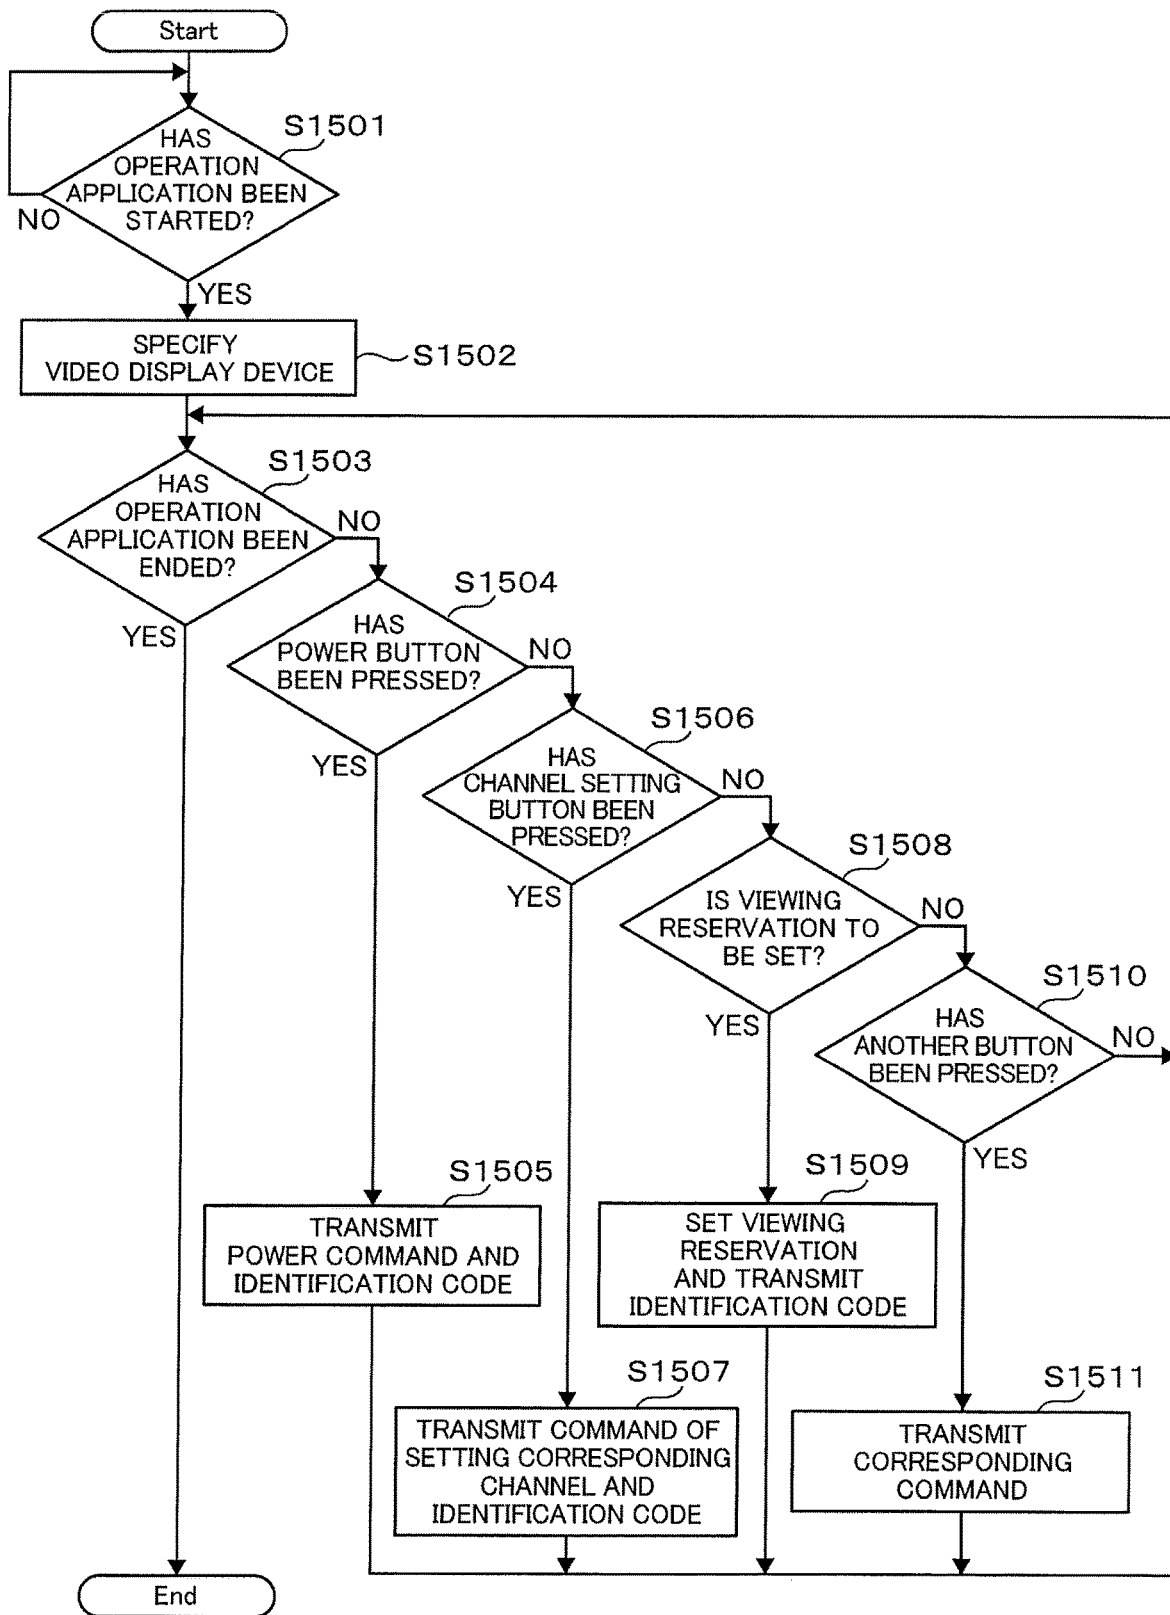 Start
S1501
HAS
OPERATION
APPLICATION BEEN
STARTED?
NO
YES
SPECIFY
VIDEO DISPLAY DEVICE
S1502
S1503
HAS
OPERATION
APPLICATION BEEN
ENDED?
NO
YES
S1504
HAS
POWER BUTTON
BEEN PRESSED?
NO
YES
S1506
HAS
CHANNEL SETTING
BUTTON BEEN
PRESSED?
NO
YES
S1508
IS VIEWING
RESERVATION TO
BE SET?
NO
YES
S1510
HAS
ANOTHER BUTTON
BEEN PRESSED?
NO
YES
S1505
TRANSMIT
POWER COMMAND AND
IDENTIFICATION CODE
S1509
SET VIEWING
RESERVATION
AND TRANSMIT
IDENTIFICATION CODE
S1507
TRANSMIT COMMAND OF
SETTING CORRESPONDING
CHANNEL AND
IDENTIFICATION CODE
S1511
TRANSMIT
CORRESPONDING
COMMAND
End